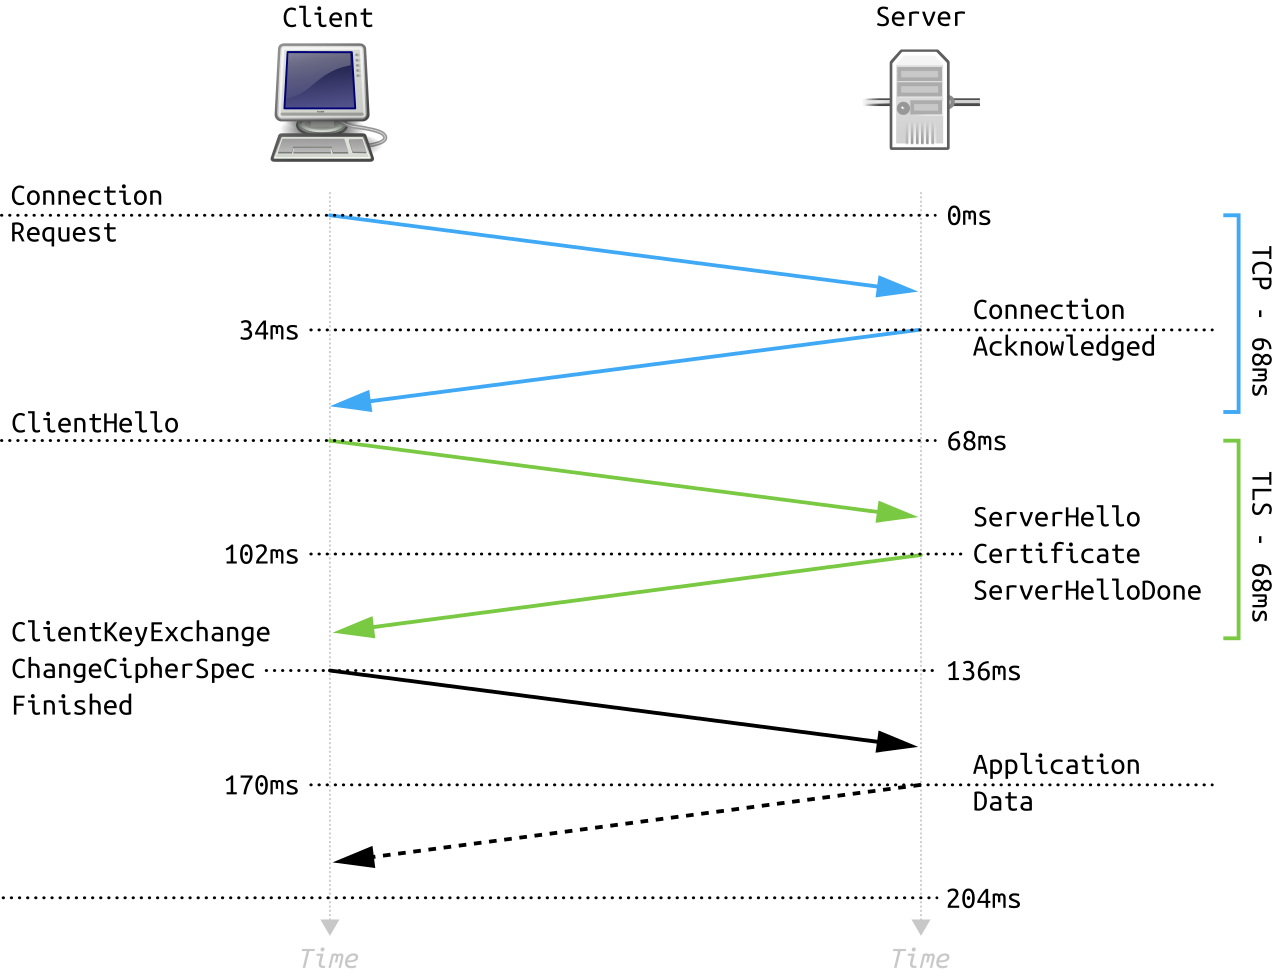 Client
Server
Connection
Request
0ms
TCP - 68ms
34ms
Connection
Acknowledged
ClientHello
68ms
TLS - 68ms
102ms
ServerHello
Certificate
ServerHelloDone
ClientKeyExchange
ChangeCipherSpec
Finished
136ms
170ms
Application
Data
204ms
Time
Time